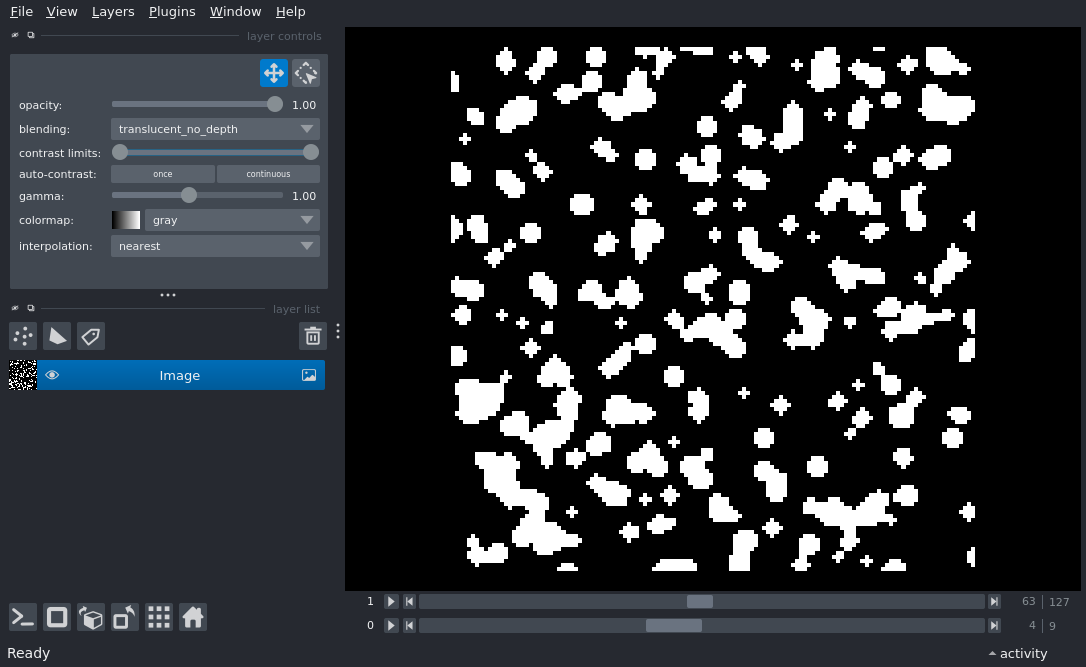 File View Layers Plugins Window Help
layer controls
opacity: 1.00
blending: translucent_no_depth
contrast limits:
auto-contrast: once continuous
gamma: 1.00
colormap: gray
interpolation: nearest
layer list
Image
1 63 127
0 4 9
Ready activity